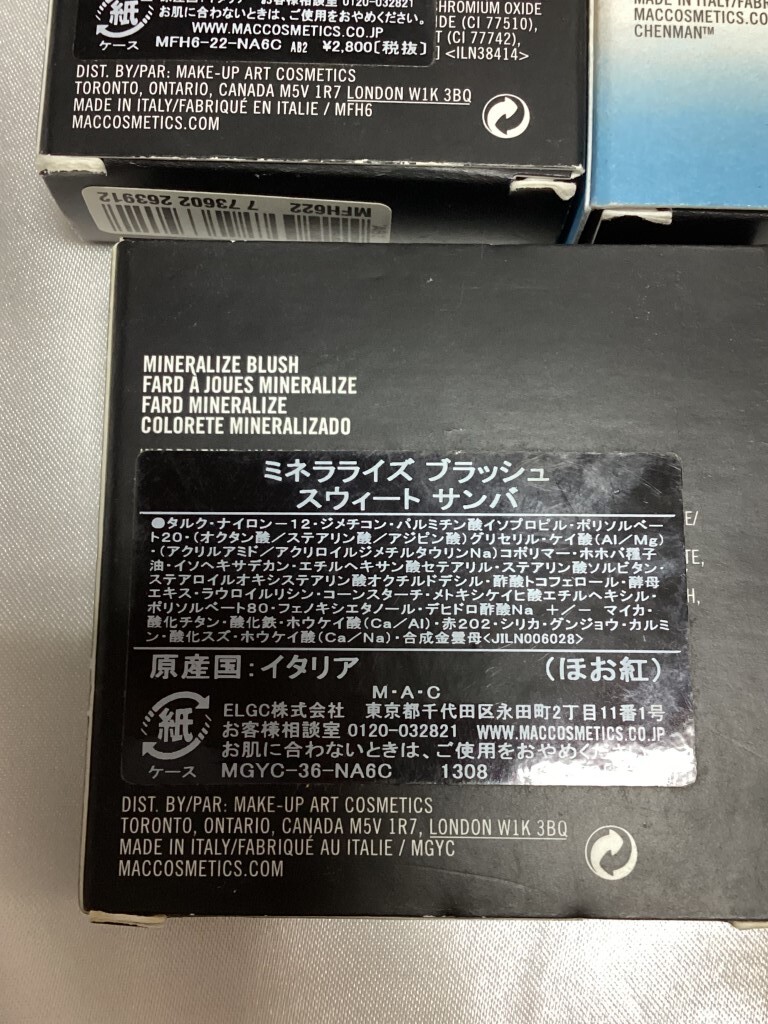 お肌に合わないときは、ご使用をおやめください。
WWW.MACCOSMETICS.CO.JP
ケース MFH6-22-NA6C AB2 ¥2,800[税抜]
CHROMIUM OXIDE
(CI 77510),
(CI 77742),
<ILN38414>
DIST. BY/PAR: MAKE-UP ART COSMETICS
TORONTO, ONTARIO, CANADA M5V 1R7 LONDON W1K 3BQ
MADE IN ITALY/FABRIQUÉ EN ITALIE / MFH6
MACCOSMETICS.COM
MADE IN ITALY/FABR
MACCOSMETICS.CO
CHENMAN™
MFH622
7 73602 263912
MINERALIZE BLUSH
FARD À JOUES MINERALIZE
FARD MINERALIZE
COLORETE MINERALIZADO
ミネラライズ ブラッシュ
スウィート サンバ
●タルク・ナイロン-12・ジメチコン・パルミチン酸イソプロピル・ポリソルベー
ト20・(オクタン酸/ステアリン酸/アジピン酸)グリセリル・ケイ酸(Al/Mg)
・(アクリルアミド/アクリロイルジメチルタウリンNa)コポリマー・ホホバ種子
油・イソヘキサデカン・エチルヘキサン酸セテアリル・ステアリン酸ソルビタン・
ステアロイルオキシステアリン酸オクチルドデシル・酢酸トコフェロール・酵母
エキス・ラウロイルリシン・コーンスターチ・メトキシケイヒ酸エチルヘキシル・
ポリソルベート80・フェノキシエタノール・デヒドロ酢酸Na +/- マイカ・
酸化チタン・酸化鉄・ホウケイ酸(Ca/Al)・赤202・シリカ・グンジョウ・カルミ
ン・酸化スズ・ホウケイ酸(Ca/Na)・合成金雲母<JILN006028>
原産国:イタリア (ほお紅)
M・A・C
紙
ELGC株式会社 東京都千代田区永田町2丁目11番1号
お客様相談室 0120-032821 WWW.MACCOSMETICS.CO.JP
お肌に合わないときは、ご使用をおやめください。
ケース MGYC-36-NA6C 1308
DIST. BY/PAR: MAKE-UP ART COSMETICS
TORONTO, ONTARIO, CANADA M5V 1R7, LONDON W1K 3BQ
MADE IN ITALY/FABRIQUÉ AU ITALIE / MGYC
MACCOSMETICS.COM